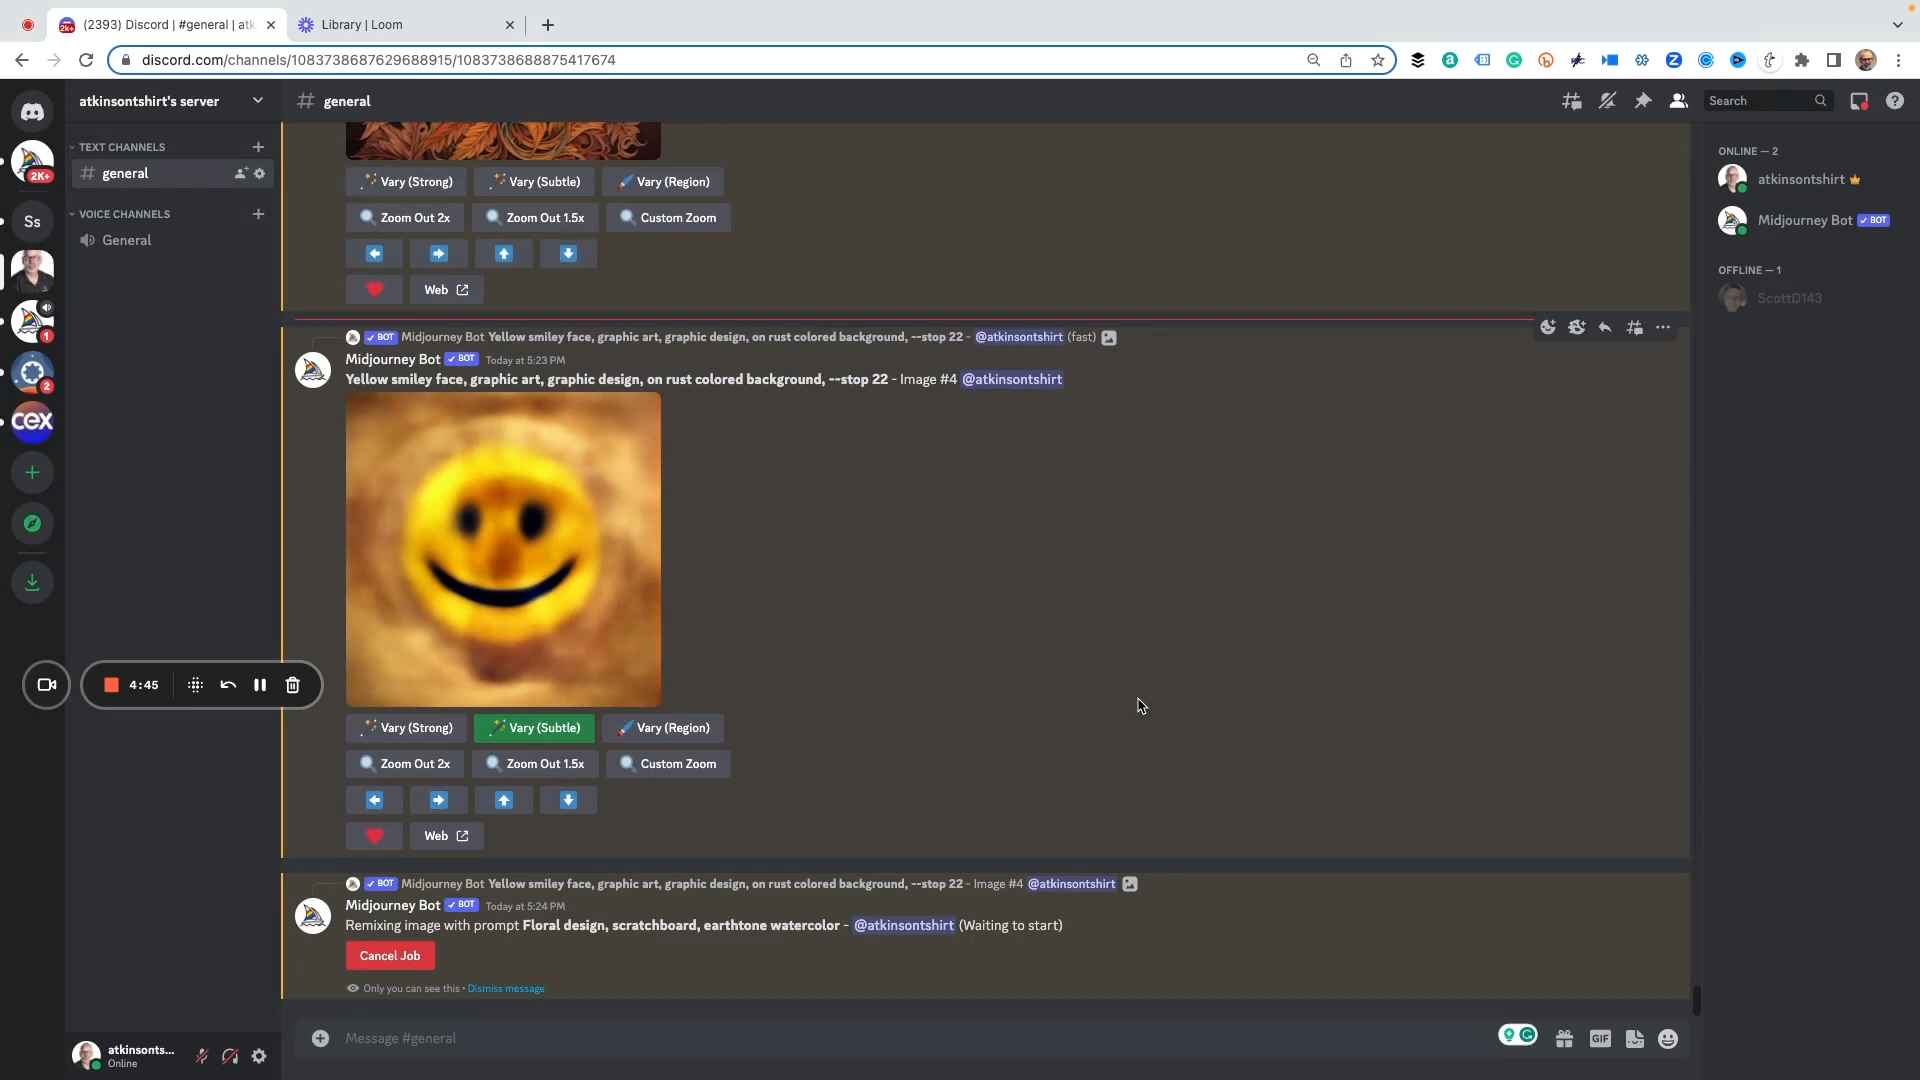 (2393) Discord | #general | atk
Library | Loom
discord.com/channels/1083738687629688915/1083738688875417674
atkinsontshirt's server
# general
Search
TEXT CHANNELS
# general
VOICE CHANNELS
General
2K+
Ss
1
2
cex
ONLINE — 2
atkinsontshirt
Midjourney Bot BOT
OFFLINE — 1
ScottD143
Vary (Strong) Vary (Subtle) Vary (Region)
Zoom Out 2x Zoom Out 1.5x Custom Zoom
Web
BOT Midjourney Bot Yellow smiley face, graphic art, graphic design, on rust colored background, --stop 22 - @atkinsontshirt (fast)
Midjourney Bot BOT Today at 5:23 PM
Yellow smiley face, graphic art, graphic design, on rust colored background, --stop 22 - Image #4 @atkinsontshirt
Vary (Strong) Vary (Subtle) Vary (Region)
Zoom Out 2x Zoom Out 1.5x Custom Zoom
Web
4:45
BOT Midjourney Bot Yellow smiley face, graphic art, graphic design, on rust colored background, --stop 22 - Image #4 @atkinsontshirt
Midjourney Bot BOT Today at 5:24 PM
Remixing image with prompt Floral design, scratchboard, earthtone watercolor - @atkinsontshirt (Waiting to start)
Cancel Job
Only you can see this • Dismiss message
Message #general
GIF
atkinsonts...
Online